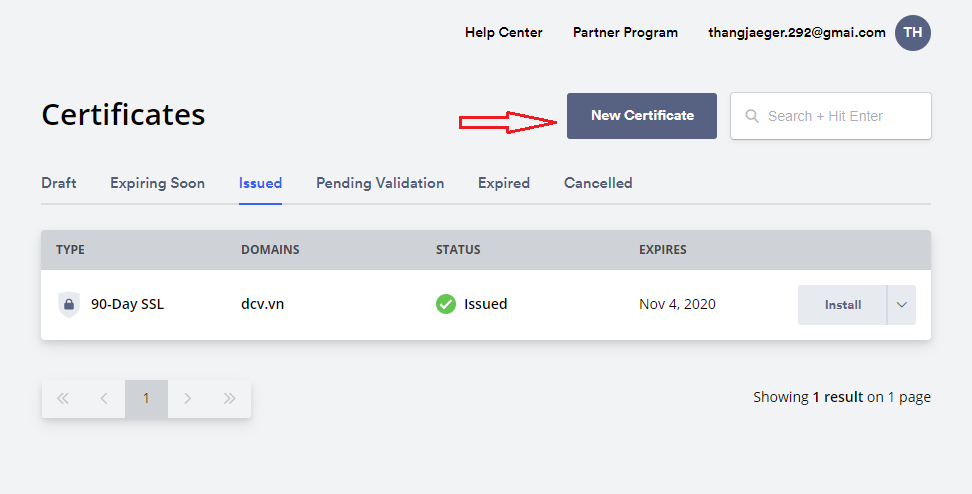 Help Center Partner Program thangjaeger.292@gmai.com TH
Certificates New Certificate Search + Hit Enter
Draft Expiring Soon Issued Pending Validation Expired Cancelled
TYPE DOMAINS STATUS EXPIRES
90-Day SSL dcv.vn Issued Nov 4, 2020 Install
1 Showing 1 result on 1 page